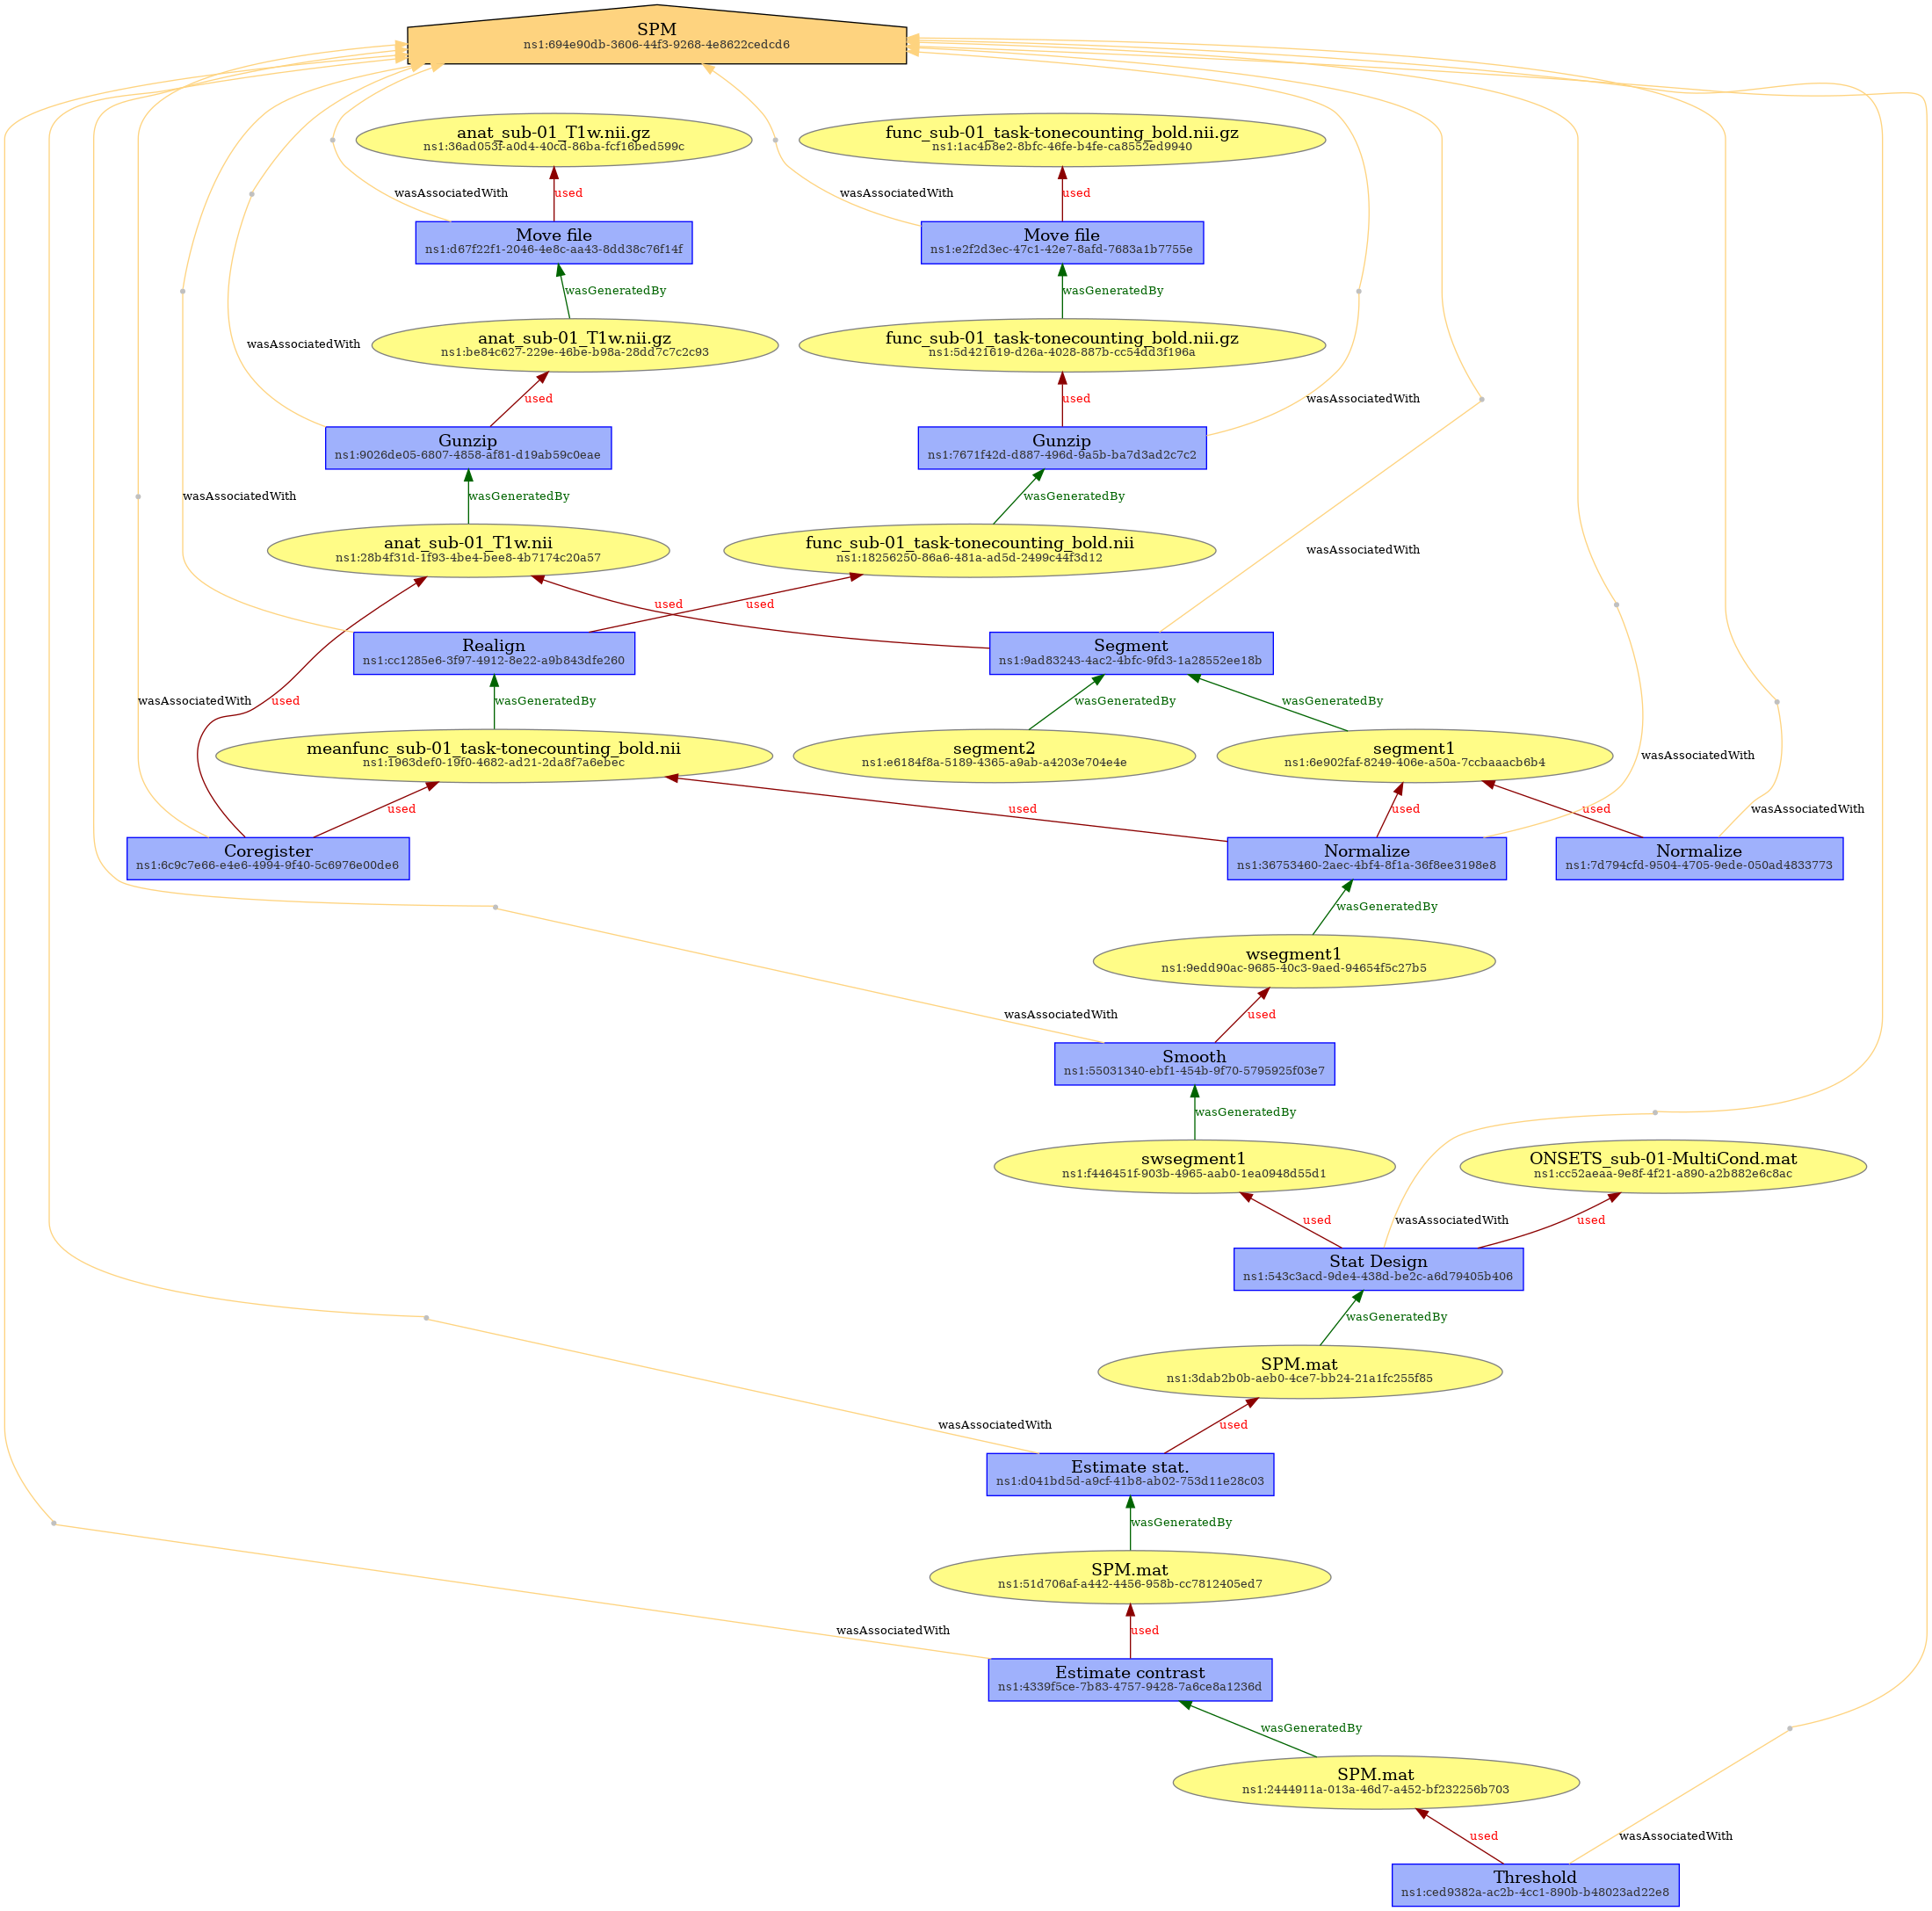 SPM
ns1:694e90db-3606-44f3-9268-4e8622cedcd6
anat_sub-01_T1w.nii.gz
ns1:36ad053f-a0d4-40cd-86ba-fcf16bed599c
func_sub-01_task-tonecounting_bold.nii.gz
ns1:1ac4b8e2-8bfc-46fe-b4fe-ca8552ed9940
wasAssociatedWith
used
wasAssociatedWith
used
Move file
ns1:d67f22f1-2046-4e8c-aa43-8dd38c76f14f
Move file
ns1:e2f2d3ec-47c1-42e7-8afd-7683a1b7755e
wasGeneratedBy
wasGeneratedBy
anat_sub-01_T1w.nii.gz
ns1:be84c627-229e-46be-b98a-28dd7c7c2c93
func_sub-01_task-tonecounting_bold.nii.gz
ns1:5d421619-d26a-4028-887b-cc54dd3f196a
wasAssociatedWith
used
used
wasAssociatedWith
Gunzip
ns1:9026de05-6807-4858-af81-d19ab59c0eae
Gunzip
ns1:7671f42d-d887-496d-9a5b-ba7d3ad2c7c2
wasAssociatedWith
wasGeneratedBy
wasGeneratedBy
anat_sub-01_T1w.nii
ns1:28b4f31d-1f93-4be4-bee8-4b7174c20a57
func_sub-01_task-tonecounting_bold.nii
ns1:18256250-86a6-481a-ad5d-2499c44f3d12
wasAssociatedWith
used
used
Realign
ns1:cc1285e6-3f97-4912-8e22-a9b843dfe260
Segment
ns1:9ad83243-4ac2-4bfc-9fd3-1a28552ee18b
wasAssociatedWith
used
wasGeneratedBy
wasGeneratedBy
wasGeneratedBy
meanfunc_sub-01_task-tonecounting_bold.nii
ns1:1963def0-19f0-4682-ad21-2da8f7a6ebec
segment2
ns1:e6184f8a-5189-4365-a9ab-a4203e704e4e
segment1
ns1:6e902faf-8249-406e-a50a-7ccbaaacb6b4
wasAssociatedWith
used
used
used
used
wasAssociatedWith
Coregister
ns1:6c9c7e66-e4e6-4994-9f40-5c6976e00de6
Normalize
ns1:36753460-2aec-4bf4-8f1a-36f8ee3198e8
Normalize
ns1:7d794cfd-9504-4705-9ede-050ad4833773
wasGeneratedBy
wsegment1
ns1:9edd90ac-9685-40c3-9aed-94654f5c27b5
wasAssociatedWith
used
Smooth
ns1:55031340-ebf1-454b-9f70-5795925f03e7
wasGeneratedBy
swsegment1
ns1:f446451f-903b-4965-aab0-1ea0948d55d1
ONSETS_sub-01-MultiCond.mat
ns1:cc52aeaa-9e8f-4f21-a890-a2b882e6c8ac
used
wasAssociatedWith
used
Stat Design
ns1:543c3acd-9de4-438d-be2c-a6d79405b406
wasGeneratedBy
SPM.mat
ns1:3dab2b0b-aeb0-4ce7-bb24-21a1fc255f85
wasAssociatedWith
used
Estimate stat.
ns1:d041bd5d-a9cf-41b8-ab02-753d11e28c03
wasGeneratedBy
SPM.mat
ns1:51d706af-a442-4456-958b-cc7812405ed7
wasAssociatedWith
used
Estimate contrast
ns1:4339f5ce-7b83-4757-9428-7a6ce8a1236d
wasGeneratedBy
SPM.mat
ns1:2444911a-013a-46d7-a452-bf232256b703
used
wasAssociatedWith
Threshold
ns1:ced9382a-ac2b-4cc1-890b-b48023ad22e8